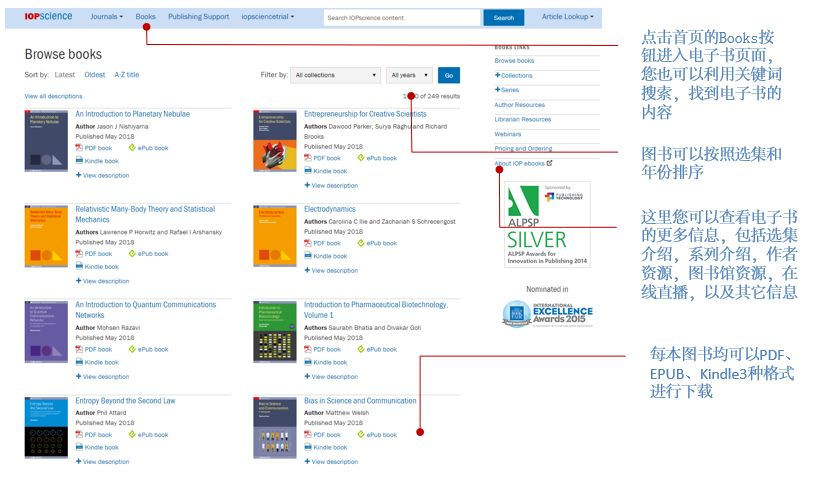 IOPscience Journals Books Publishing Support iopsciencetrial Search IOPscience content Search Article Lookup
Browse books
Sort by: Latest Oldest A-Z title
Filter by: All collections All years Go
View all descriptions
of 249 results
An Introduction to Planetary Nebulae
Author Jason J Nishiyama
Published May 2018
PDF book ePub book
Kindle book
+ View description
Entrepreneurship for Creative Scientists
Authors Dawood Parker, Surya Raghu and Richard
Brooks
Published May 2018
PDF book ePub book
Kindle book
+ View description
Relativistic Many-Body Theory and Statistical
Mechanics
Authors Lawrence P Horwitz and Rafael I Arshansky
Published May 2018
PDF book ePub book
Kindle book
+ View description
Electrodynamics
Authors Carolina C Ilie and Zachariah S Schrecengost
Published May 2018
PDF book ePub book
Kindle book
+ View description
An Introduction to Quantum Communications
Networks
Author Mohsen Razavi
Published May 2018
PDF book ePub book
Kindle book
+ View description
Introduction to Pharmaceutical Biotechnology,
Volume 1
Authors Saurabh Bhatia and Divakar Goli
Published May 2018
PDF book ePub book
Kindle book
+ View description
Entropy Beyond the Second Law
Author Phil Attard
Published May 2018
PDF book ePub book
Kindle book
+ View description
Bias in Science and Communication
Author Matthew Welsh
Published May 2018
PDF book ePub book
Kindle book
+ View description
BOOKS LINKS
Browse books
+Collections
+Series
Author Resources
Librarian Resources
Webinars
Pricing and Ordering
About IOP ebooks
Sponsored by
PUBLISHING
TECHNOLOGY
ALPSP
SILVER
ALPSP Awards for
Innovation in Publishing 2014
Nominated in
INTERNATIONAL
EXCELLENCE
Awards 2015
点击首页的Books按
钮进入电子书页面，
您也可以利用关键词
搜索，找到电子书的
内容
图书可以按照选集和
年份排序
这里您可以查看电子书
的更多信息，包括选集
介绍，系列介绍，作者
资源，图书馆资源，在
线直播，以及其它信息
每本图书均可以PDF、
EPUB、Kindle3种格式
进行下载